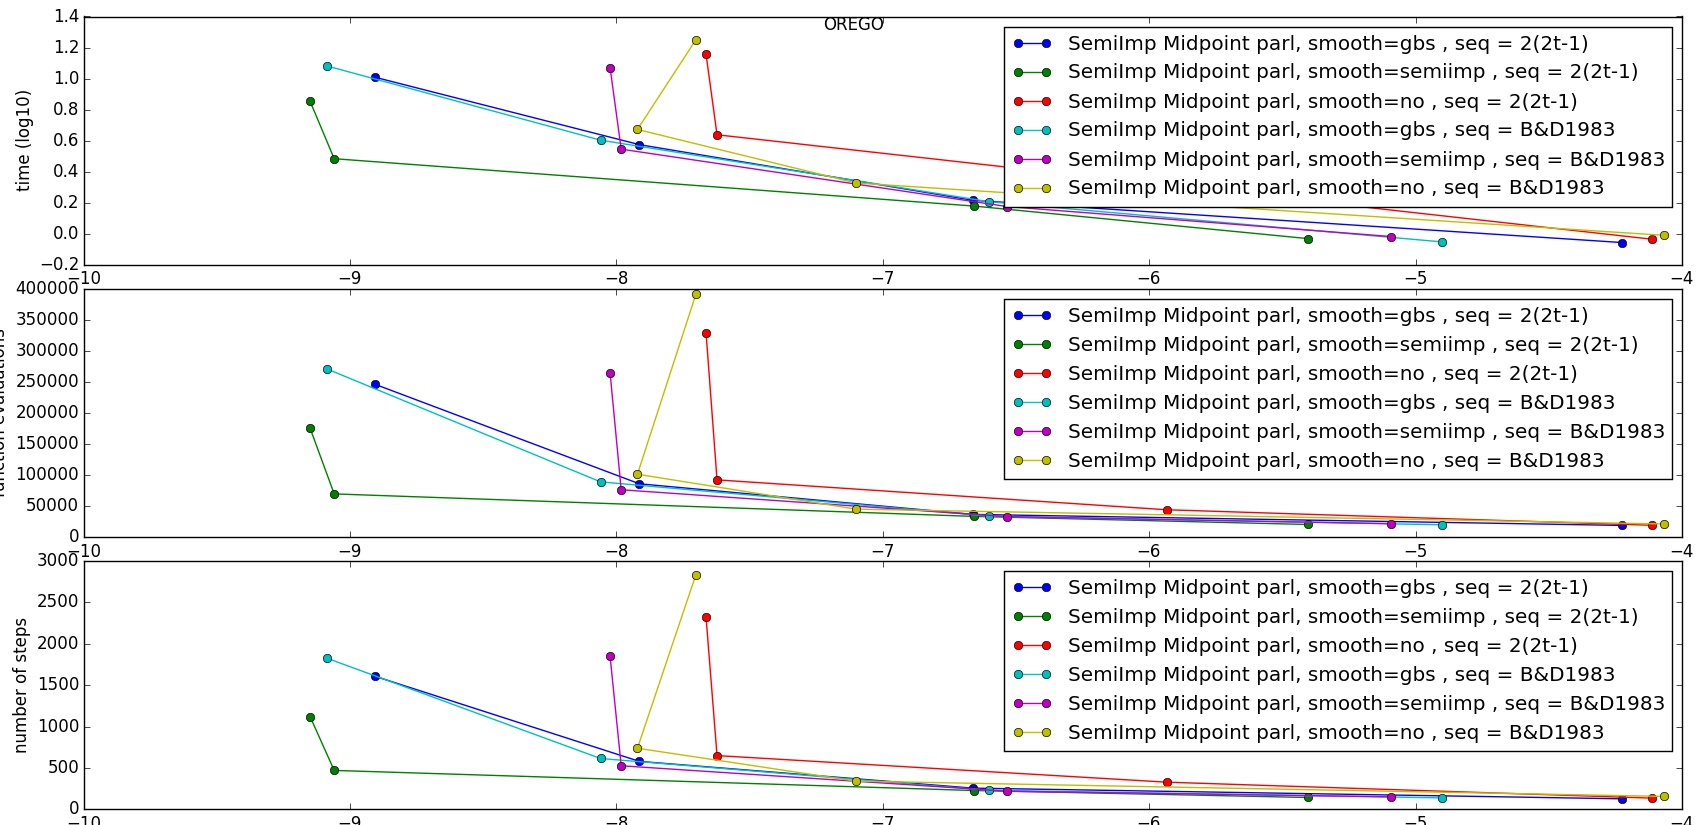 OREGO
1.4
1.2
1.0
0.8
0.6
0.4
0.2
0.0
−0.2
time (log10)
SemiImp Midpoint parl, smooth=gbs , seq = 2(2t-1)
SemiImp Midpoint parl, smooth=semiimp , seq = 2(2t-1)
SemiImp Midpoint parl, smooth=no , seq = 2(2t-1)
SemiImp Midpoint parl, smooth=gbs , seq = B&D1983
SemiImp Midpoint parl, smooth=semiimp , seq = B&D1983
SemiImp Midpoint parl, smooth=no , seq = B&D1983
−10 −9 −8 −7 −6 −5 −4
400000
350000
300000
250000
200000
150000
100000
50000
0
function evaluations
SemiImp Midpoint parl, smooth=gbs , seq = 2(2t-1)
SemiImp Midpoint parl, smooth=semiimp , seq = 2(2t-1)
SemiImp Midpoint parl, smooth=no , seq = 2(2t-1)
SemiImp Midpoint parl, smooth=gbs , seq = B&D1983
SemiImp Midpoint parl, smooth=semiimp , seq = B&D1983
SemiImp Midpoint parl, smooth=no , seq = B&D1983
−10 −9 −8 −7 −6 −5 −4
3000
2500
2000
1500
1000
500
0
number of steps
SemiImp Midpoint parl, smooth=gbs , seq = 2(2t-1)
SemiImp Midpoint parl, smooth=semiimp , seq = 2(2t-1)
SemiImp Midpoint parl, smooth=no , seq = 2(2t-1)
SemiImp Midpoint parl, smooth=gbs , seq = B&D1983
SemiImp Midpoint parl, smooth=semiimp , seq = B&D1983
SemiImp Midpoint parl, smooth=no , seq = B&D1983
−10 −9 −8 −7 −6 −5 −4